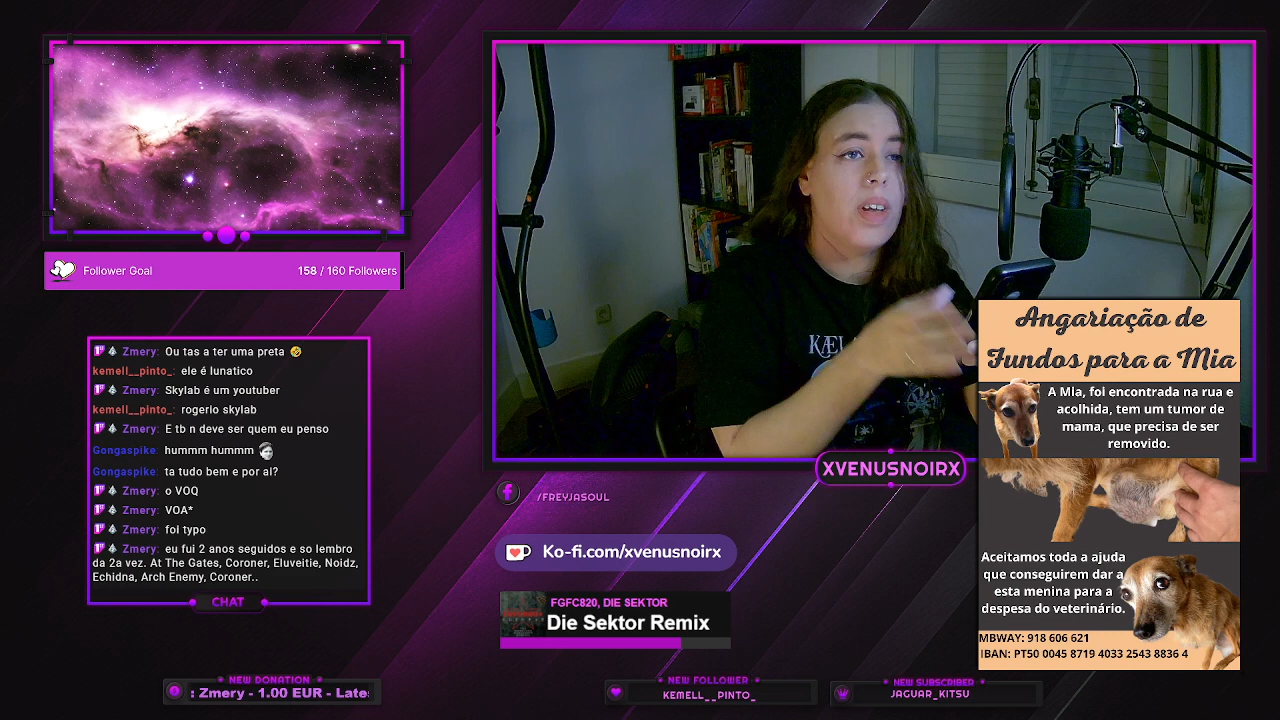 Follower Goal
158 / 160 Followers
Zmery: Ou tas a ter uma preta
kemell__pinto_: ele é lunatico
Zmery: Skylab é um youtuber
kemell__pinto_: rogerio skylab
Zmery: E tb n deve ser quem eu penso
Gongaspike: hummm hummm
Gongaspike: ta tudo bem e por ai?
Zmery: o VOQ
Zmery: VOA*
Zmery: foi typo
Zmery: eu fui 2 anos seguidos e so lembro
da 2a vez. At The Gates, Coroner, Eluveitie, Noidz,
Echidna, Arch Enemy, Coroner..
CHAT
NEW DONATION
: Zmery - 1.00 EUR - Late
XVENUSNOIRX
/FREYJASOUL
Ko-fi.com/xvenusnoirx
FGFC820, DIE SEKTOR
Die Sektor Remix
NEW FOLLOWER
KEMELL__PINTO_
NEW SUBSCRIBER
JAGUAR_KITSU
Angariação de
Fundos para a Mia
A Mia, foi encontrada na rua e
acolhida, tem um tumor de
mama, que precisa de ser
removido.
Aceitamos toda a ajuda
que conseguirem dar a
esta menina para a
despesa do veterinário.
MBWAY: 918 606 621
IBAN: PT50 0045 8719 4033 2543 8836 4